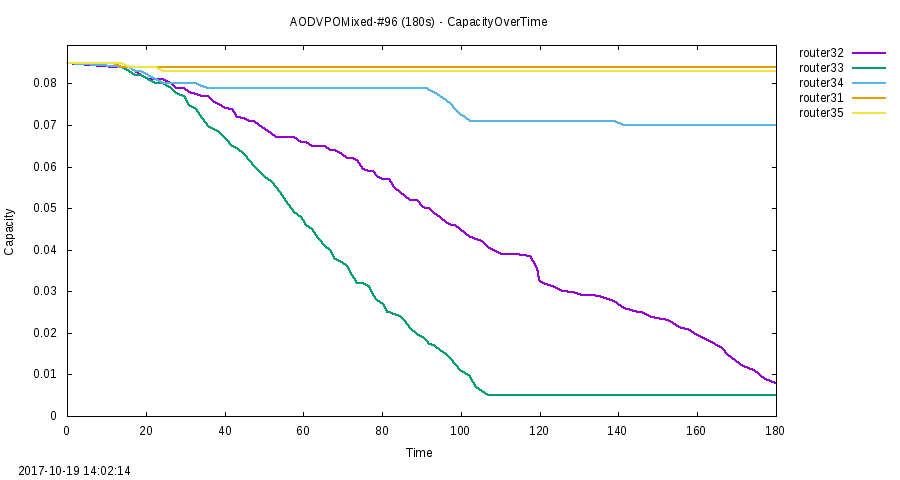 AODVPOMixed-#96 (180s) - CapacityOverTime
router32
router33
router34
router31
router35
0.08
0.07
0.06
0.05
0.04
0.03
0.02
0.01
0
Capacity
0 20 40 60 80 100 120 140 160 180
Time
2017-10-19 14:02:14